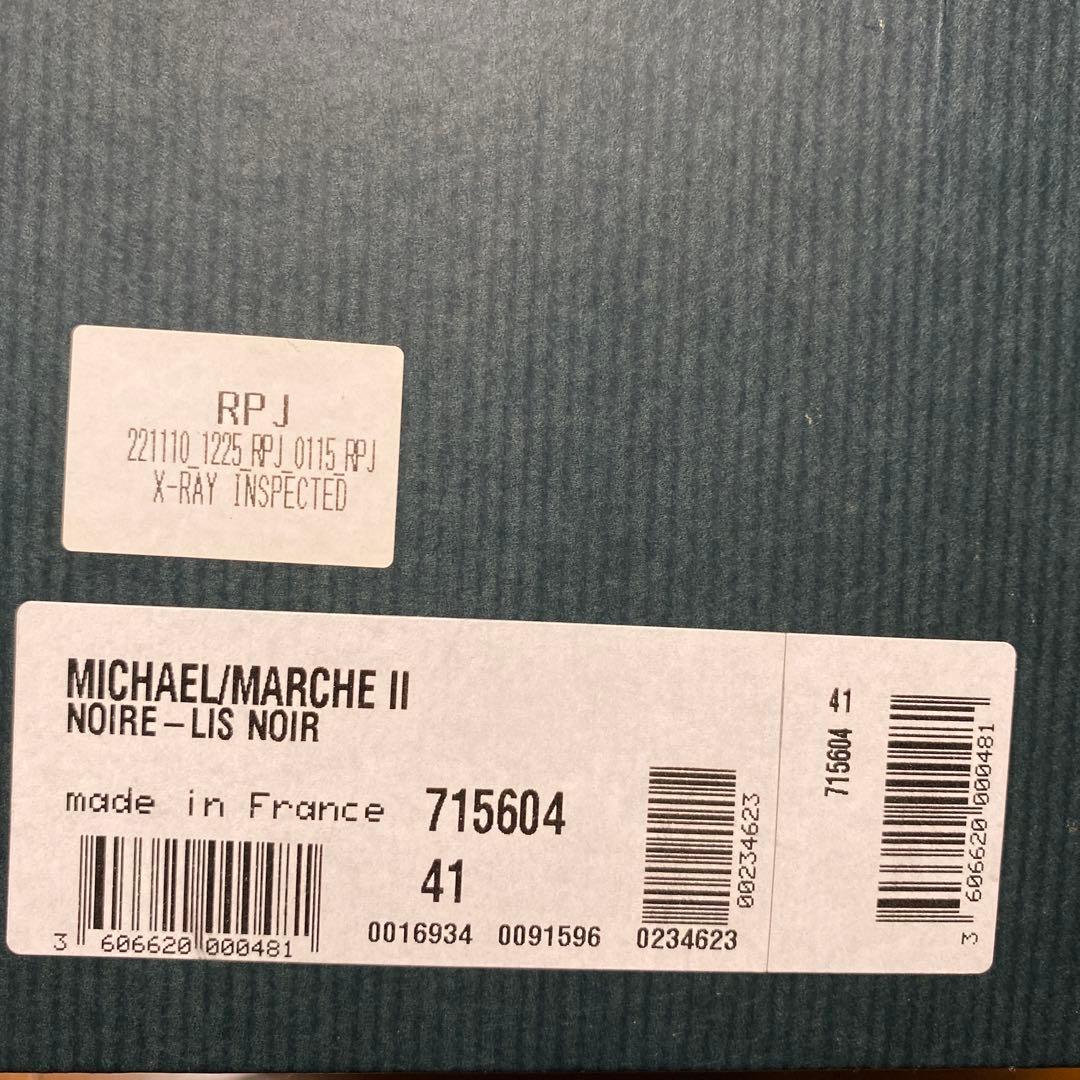 RPJ
221110_1225_RPJ_0115_RPJ
X-RAY INSPECTED
MICHAEL/MARCHE II
NOIRE – LIS NOIR
made in France 715604
41
3 606620 000481
0016934 0091596 0234623
00234623
715604 41
3 606620 000481